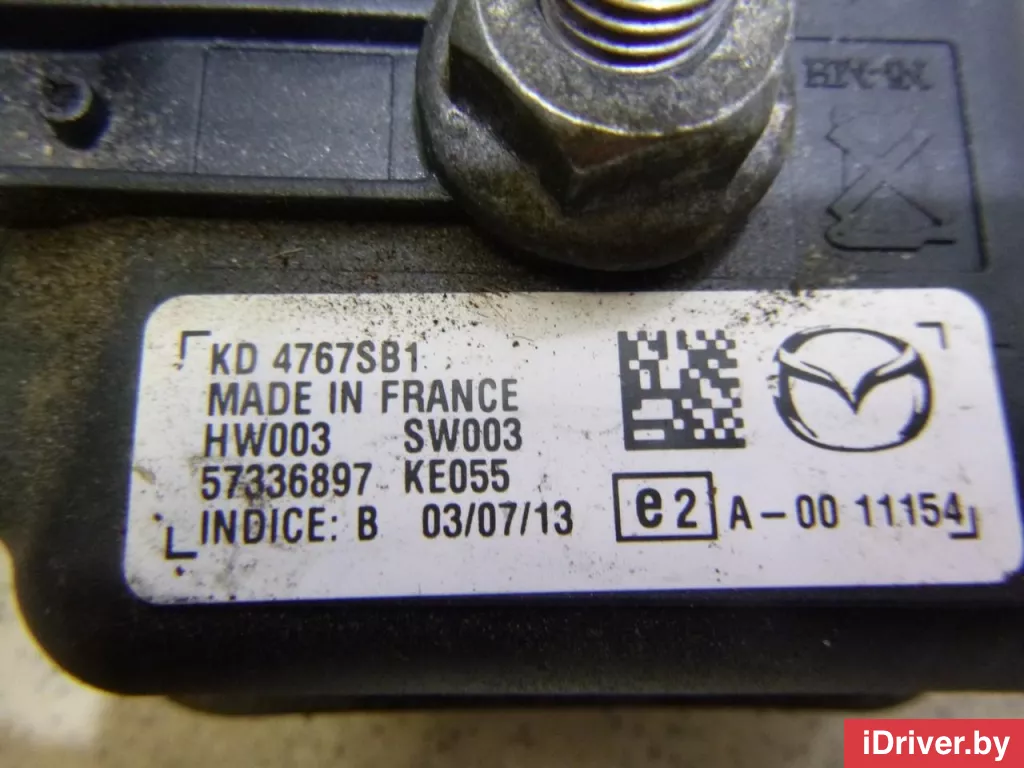 KD 4767SB1
MADE IN FRANCE
HW003 SW003
57336897 KE055
INDICE: B 03/07/13
e2 A-00 11154
iDriver.by